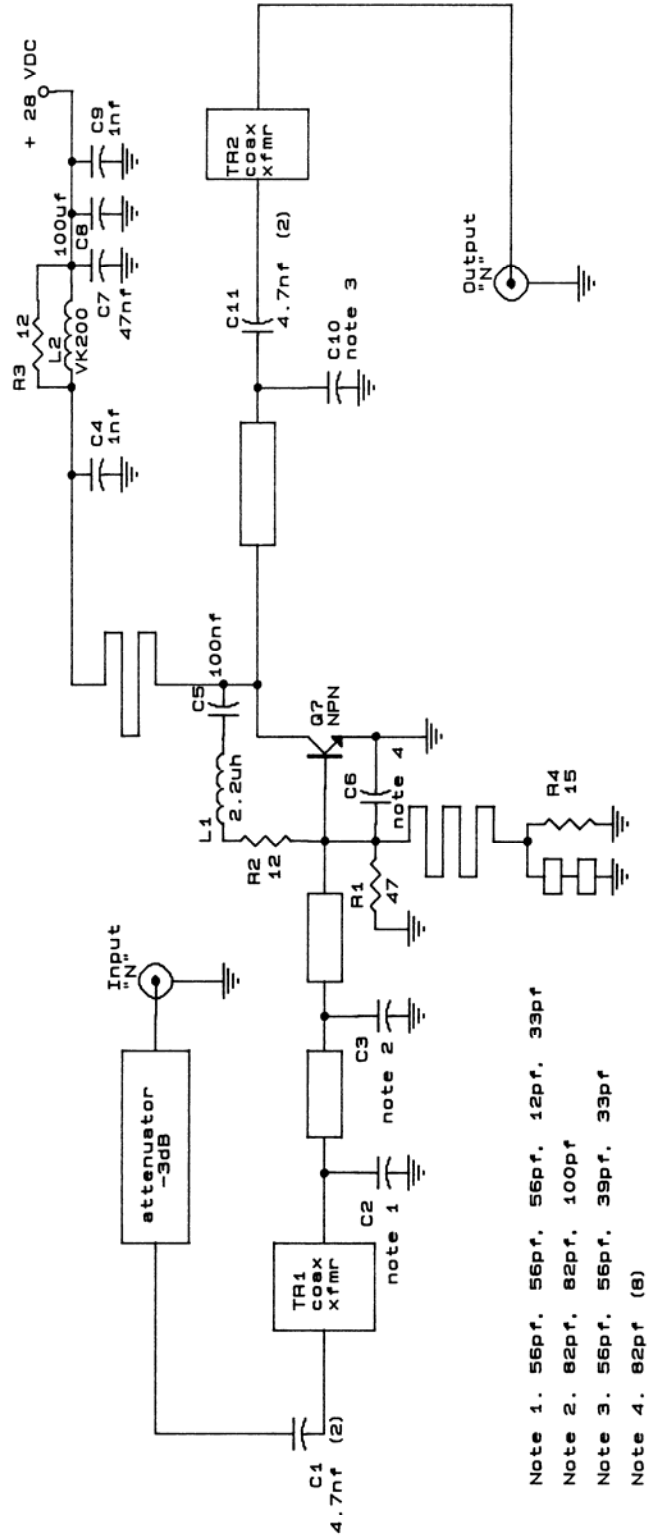 + 28 VDC
R3
12
L2
VK200
100uf
C8
C9
1nf
C7
47nf
C4
1nf
TR2
coax
xfmr
C11
4.7nf (2)
C10
note 3
Output
"N"
C5
100nf
L1
2.2uh
R2
12
Q?
NPN
C6
note 4
R1
47
R4
15
Input
"N"
attenuator
-3dB
C3
note 2
C2
note 1
TR1
coax
xfmr
C1
4.7nf
(2)
Note 1. 56pf, 56pf, 56pf, 12pf, 33pf
Note 2. 82pf, 82pf, 100pf
Note 3. 56pf, 56pf, 39pf, 33pf
Note 4. 82pf (8)